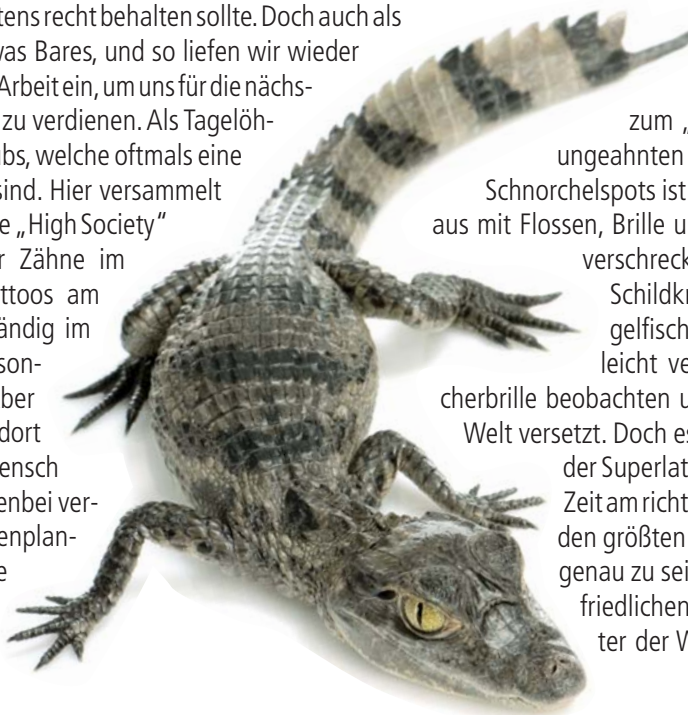 tens recht behalten sollte. Doch auch als
was Bares, und so liefen wir wieder
Arbeit ein, um uns für die nächs-
zu verdienen. Als Tagelöh-
ubs, welche oftmals eine
sind. Hier versammelt
e „High Society“
r Zähne im
ttoos am
ändig im
son-
ber
dort
ensch
enbei ver-
enplan-
e
zum „
ungeahnten
Schnorchelspots ist
aus mit Flossen, Brille u
verschreck
Schildkr
gelfisch
leicht ve
cherbrille beobachten u
Welt versetzt. Doch es
der Superlat
Zeit am richt
den größten
genau zu sei
friedlichen
ter der W